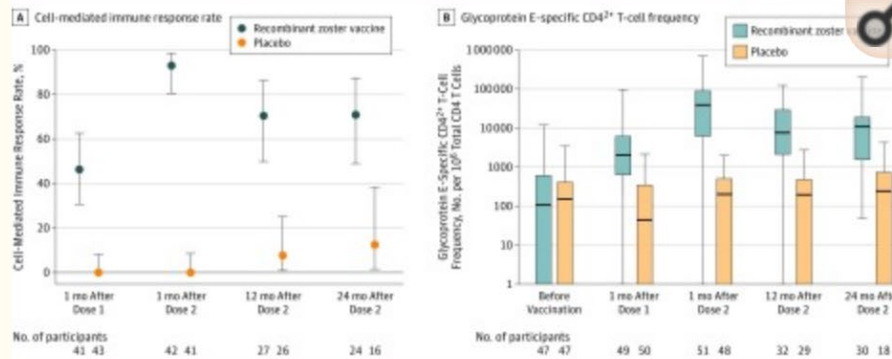 A Cell-mediated immune response rate
Recombinant zoster vaccine
Placebo
Cell-Mediated Immune Response Rate, %
100
80
60
40
20
0
1 mo After Dose 1
1 mo After Dose 2
12 mo After Dose 2
24 mo After Dose 2
No. of participants
41 43 42 41 27 26 24 16
B Glycoprotein E-specific CD4²⁺ T-cell frequency
Recombinant zoster
Placebo
Glycoprotein E-Specific CD4²⁺ T-Cell
Frequency, No. per 10⁶ Total CD4 T Cells
1000000
100000
10000
1000
100
10
1
Before Vaccination
1 mo After Dose 1
1 mo After Dose 2
12 mo After Dose 2
24 mo Dose 2
No. of participants
47 47 49 50 51 48 32 29 30 18